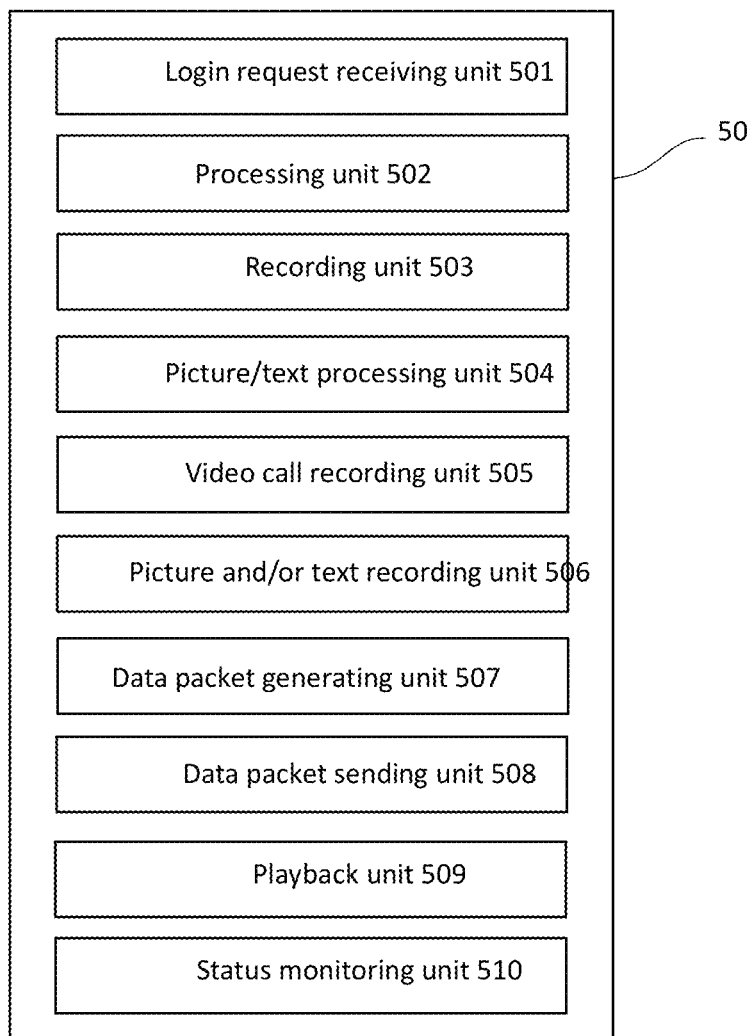 Login request receiving unit 501
50
Processing unit 502
Recording unit 503
Picture/text processing unit 504
Video call recording unit 505
Picture and/or text recording unit 506
Data packet generating unit 507
Data packet sending unit 508
Playback unit 509
Status monitoring unit 510